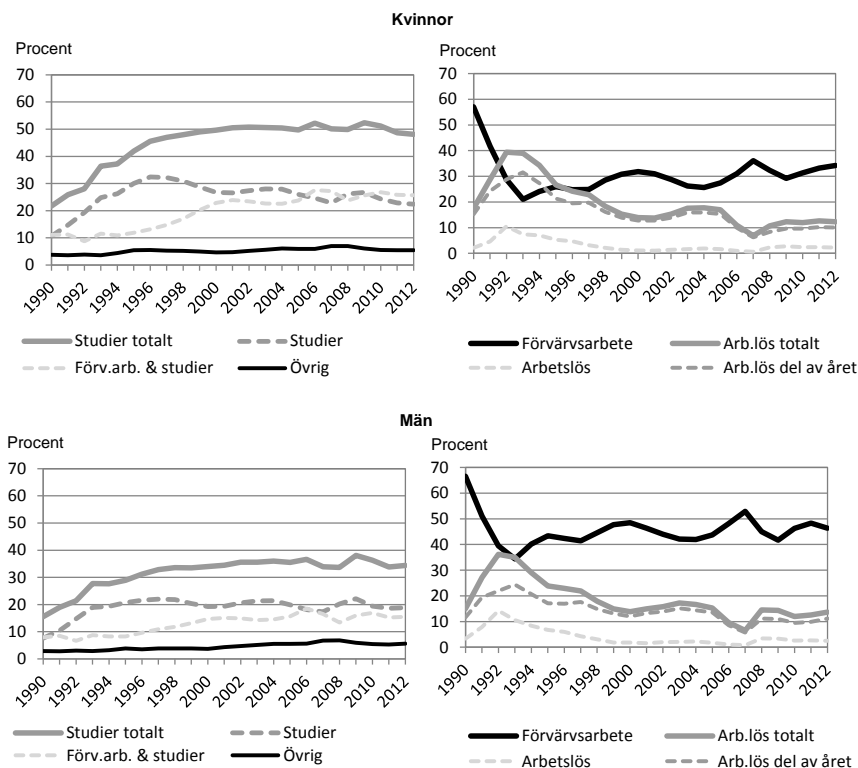 Kvinnor
Procent
70
60
50
40
30
20
10
0
1990 1992 1994 1996 1998 2000 2002 2004 2006 2008 2010 2012
Studier totalt Studier
Förv.arb. & studier Övrig
Procent
70
60
50
40
30
20
10
0
1990 1992 1994 1996 1998 2000 2002 2004 2006 2008 2010 2012
Förvärvsarbete Arb.lös totalt
Arbetslös Arb.lös del av året
Män
Procent
70
60
50
40
30
20
10
0
1990 1992 1994 1996 1998 2000 2002 2004 2006 2008 2010 2012
Studier totalt Studier
Förv.arb. & studier Övrig
Procent
70
60
50
40
30
20
10
0
1990 1992 1994 1996 1998 2000 2002 2004 2006 2008 2010 2012
Förvärvsarbete Arb.lös totalt
Arbetslös Arb.lös del av året